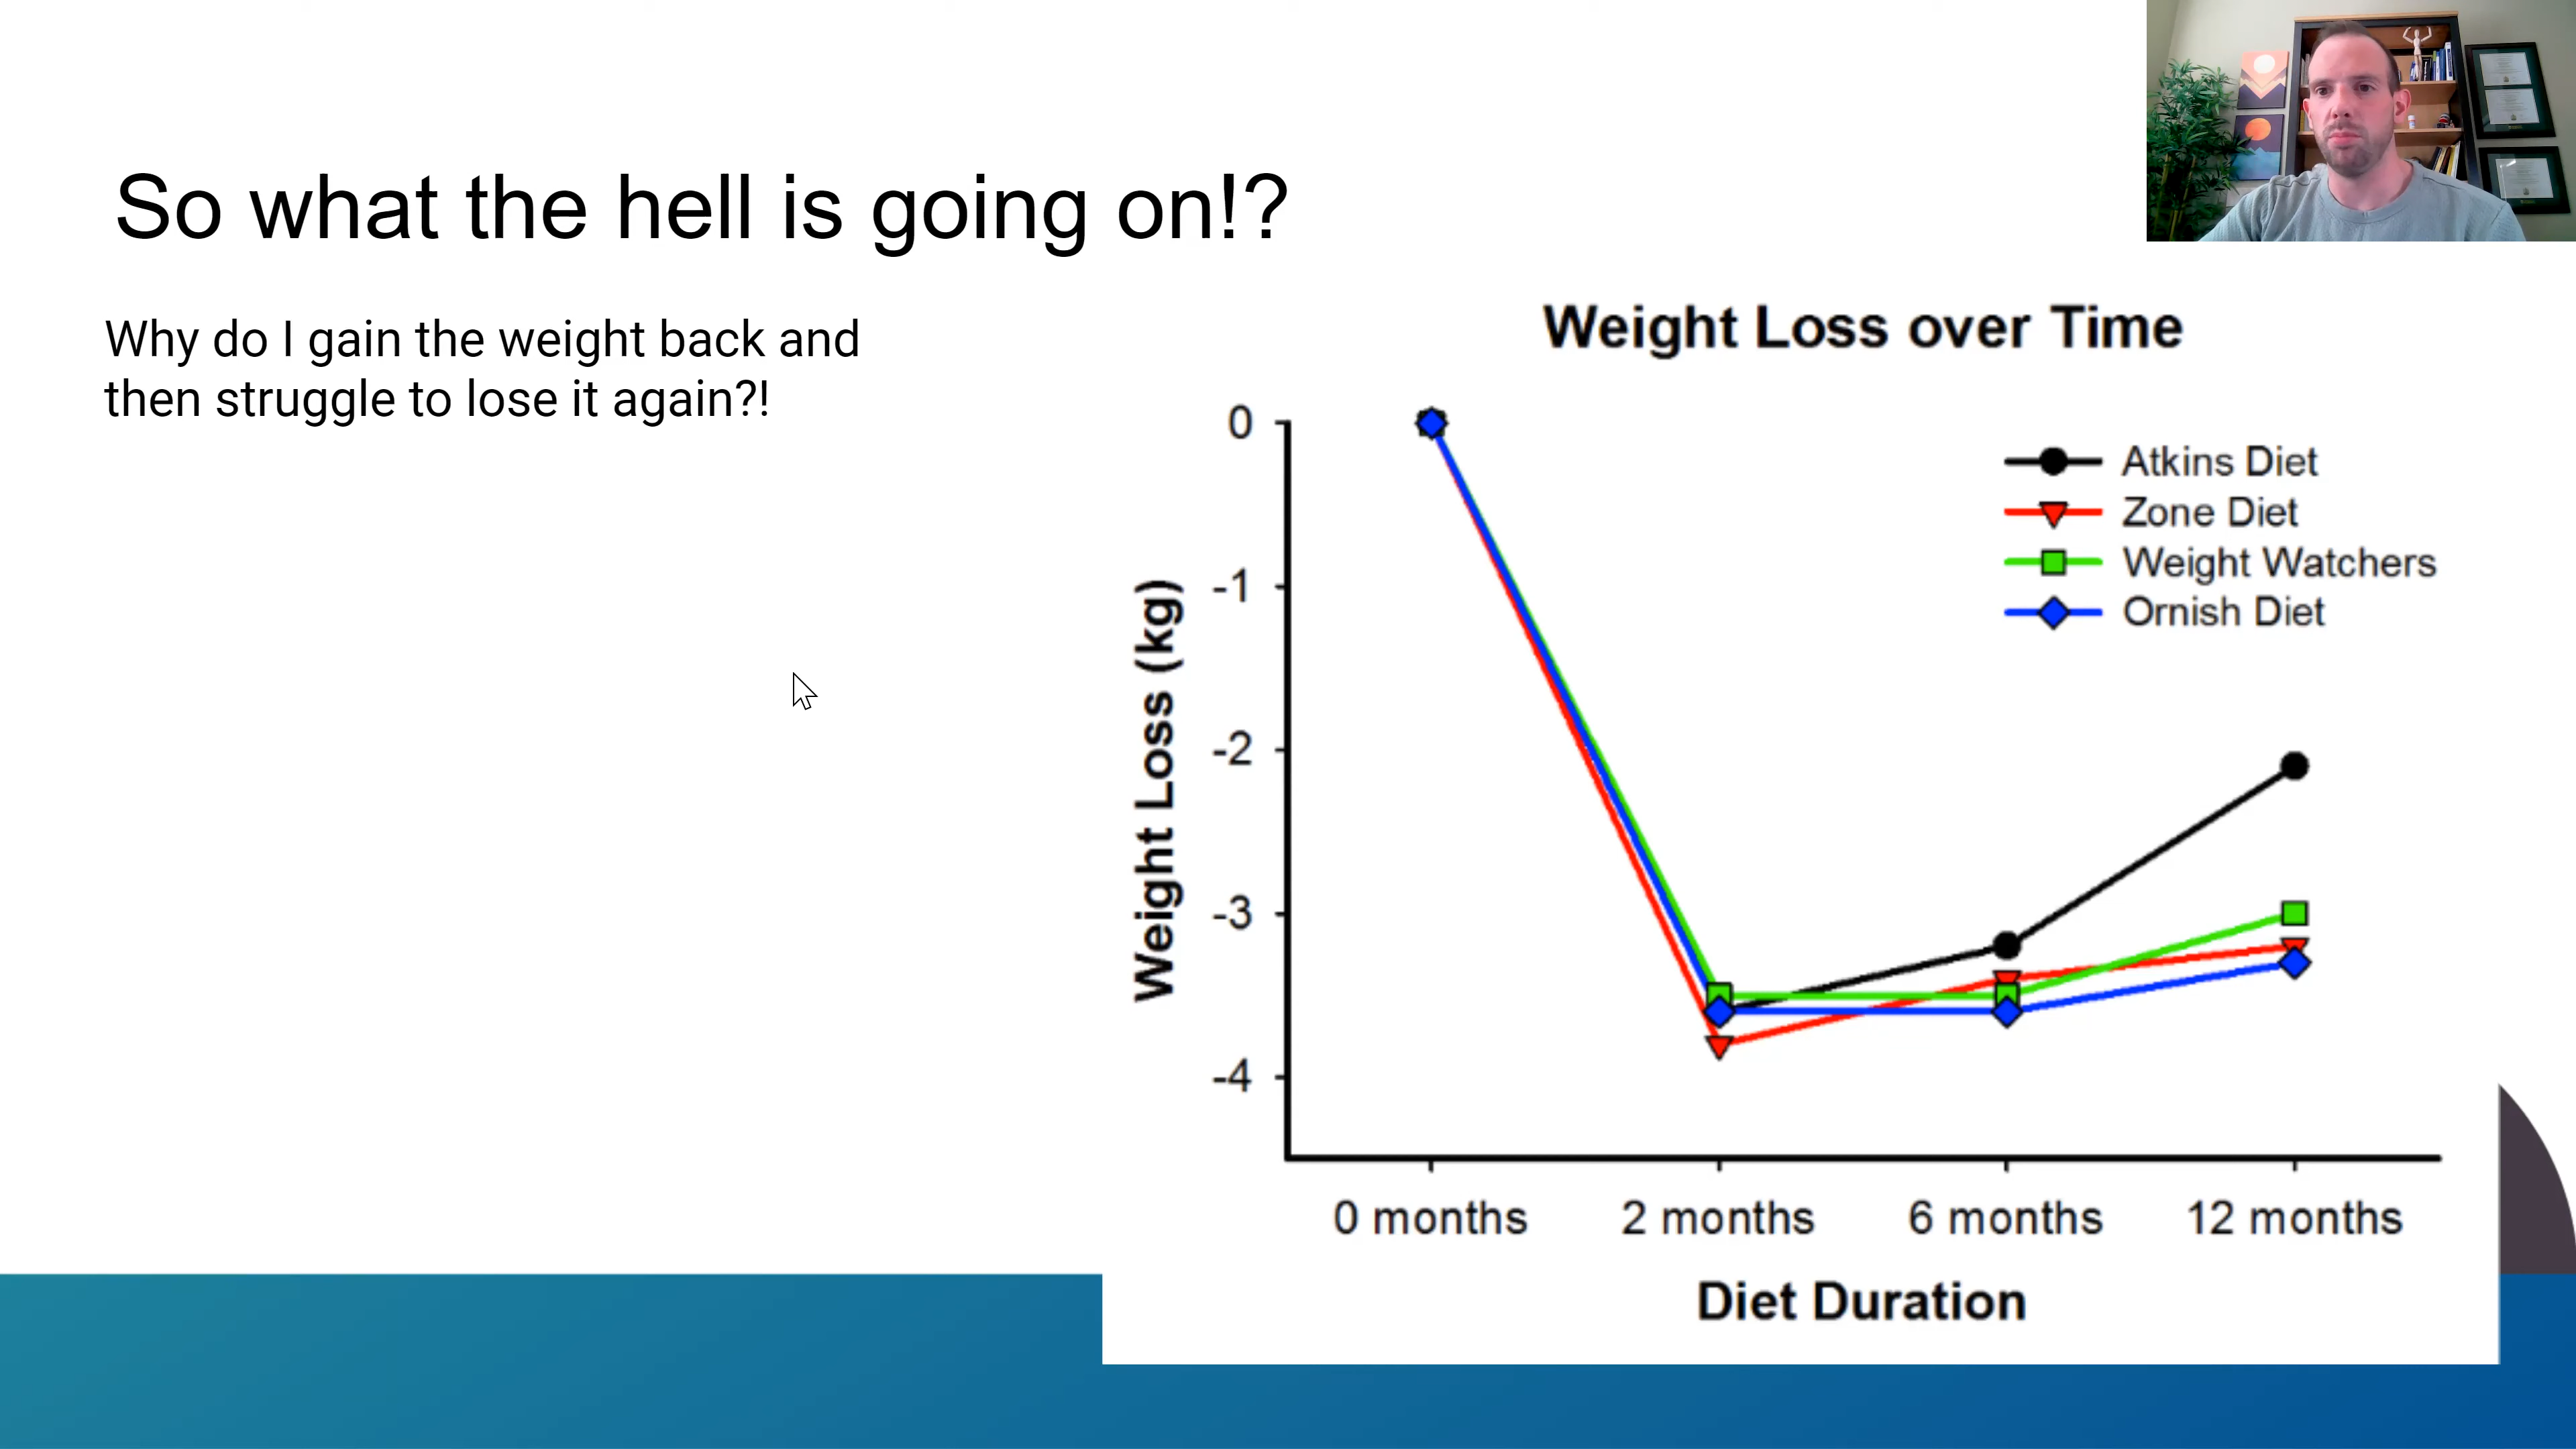 So what the hell is going on!?
Why do I gain the weight back and
then struggle to lose it again?!
Weight Loss over Time
Weight Loss (kg)
0
-1
-2
-3
-4
Atkins Diet
Zone Diet
Weight Watchers
Ornish Diet
0 months
2 months
6 months
12 months
Diet Duration